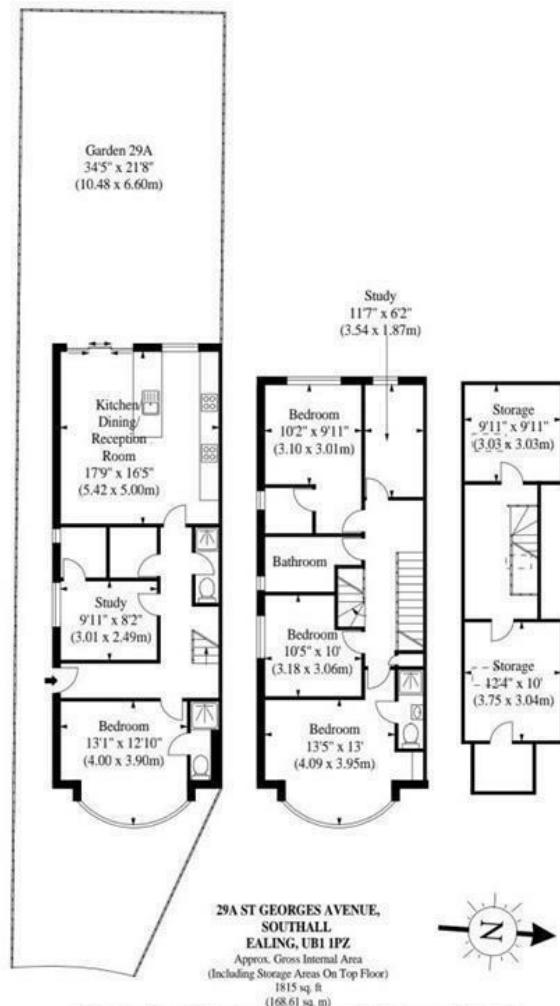 Garden 29A
34'5" x 21'8"
(10.48 x 6.60m)
Kitchen/
Dining/
Reception
Room
17'9" x 16'5"
(5.42 x 5.00m)
Study
9'11" x 8'2"
(3.01 x 2.49m)
Bedroom
13'1" x 12'10"
(4.00 x 3.90m)
Study
11'7" x 6'2"
(3.54 x 1.87m)
Bedroom
10'2" x 9'11"
(3.10 x 3.01m)
Bathroom
Bedroom
10'5" x 10'
(3.18 x 3.06m)
Bedroom
13'5" x 13'
(4.09 x 3.95m)
Storage
9'11" x 9'11"
(3.03 x 3.03m)
Storage
12'4" x 10'
(3.75 x 3.04m)
29A ST GEORGES AVENUE,
SOUTHALL
EALING, UB1 1PZ
Approx. Gross Internal Area
(Including Storage Areas On Top Floor)
1815 sq. ft
(168.61 sq. m)
N